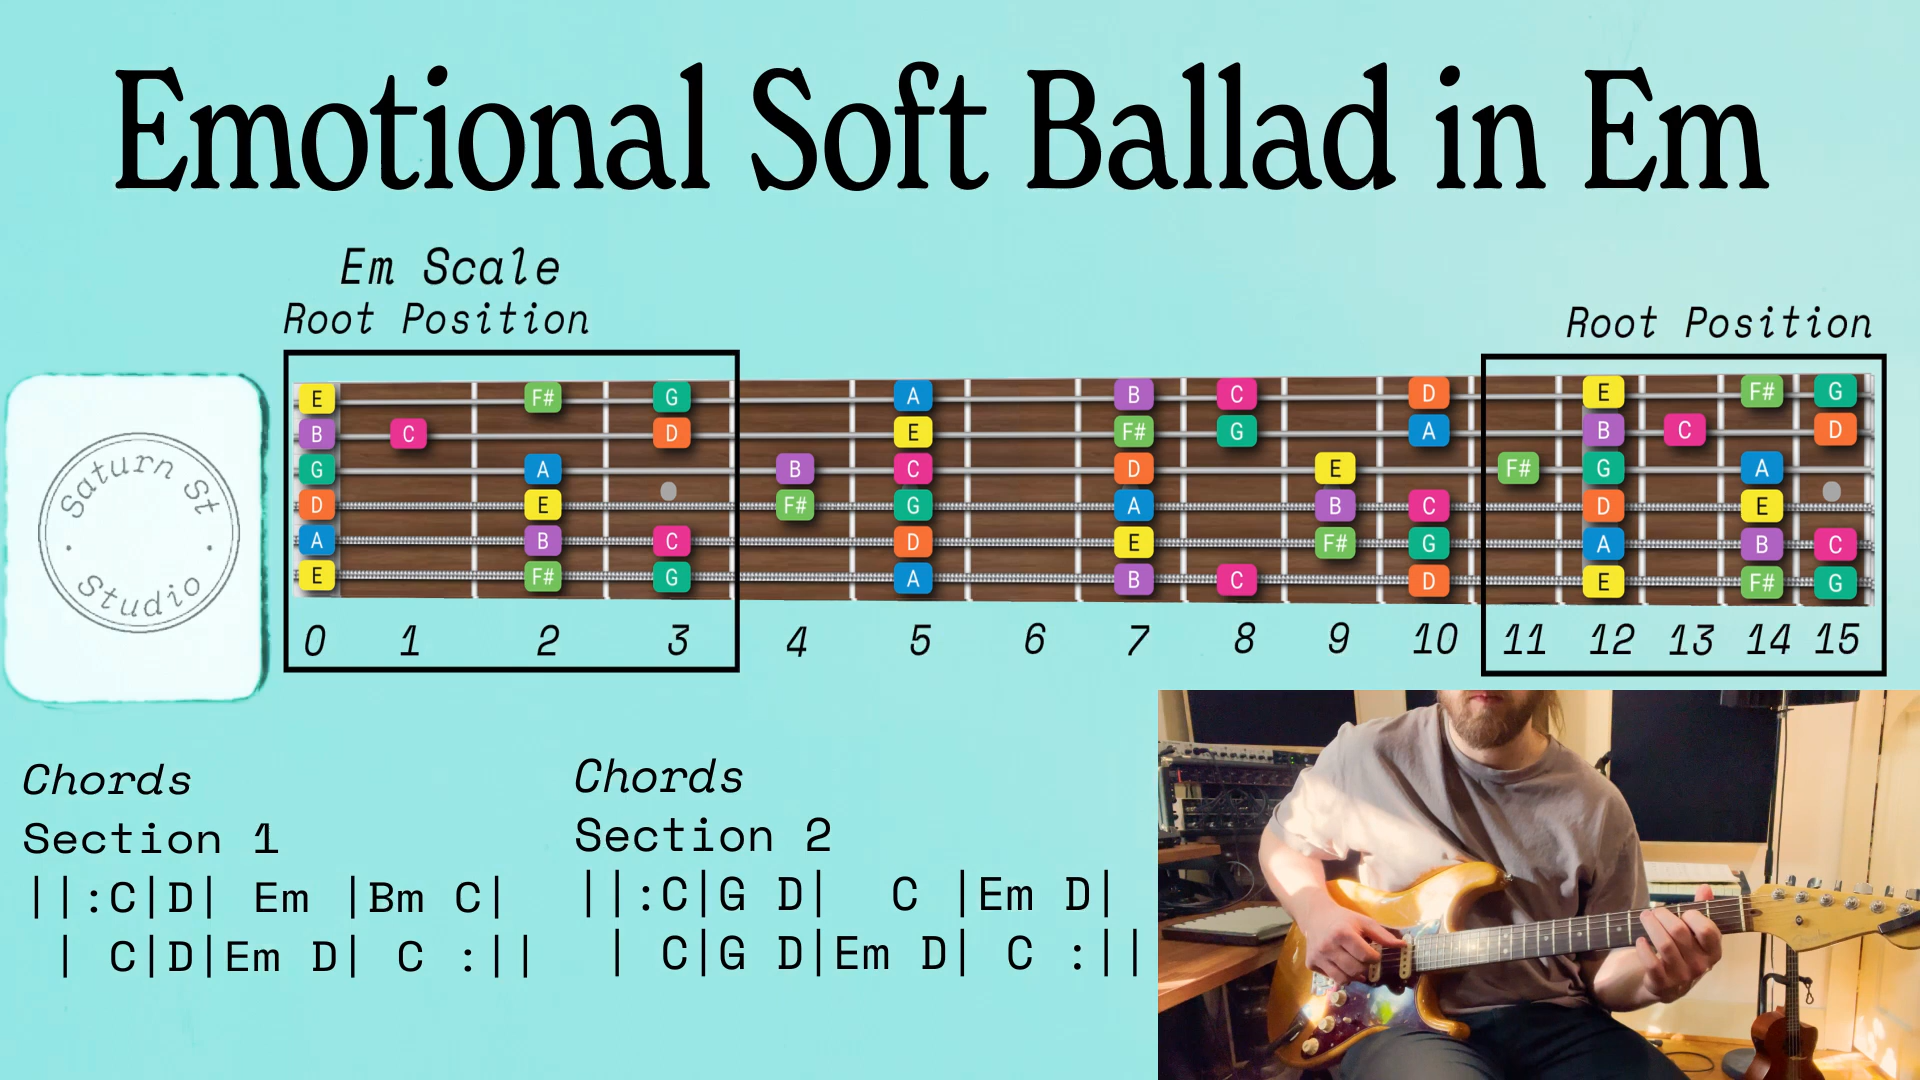 Emotional Soft Ballad in Em
Em Scale
Root Position
Root Position
E F# G A B C D E F# G
B C D E F# G A B C D
G A B C D E F# G A
D E F# G A B C D E
A B C D E F# G A B C
E F# G A B C D E F# G
0 1 2 3 4 5 6 7 8 9 10 11 12 13 14 15
Saturn St
· Studio ·
Chords
Section 1
||:C|D| Em |Bm C|
| C|D|Em D| C :||
Chords
Section 2
||:C|G D| C |Em D|
| C|G D|Em D| C :||